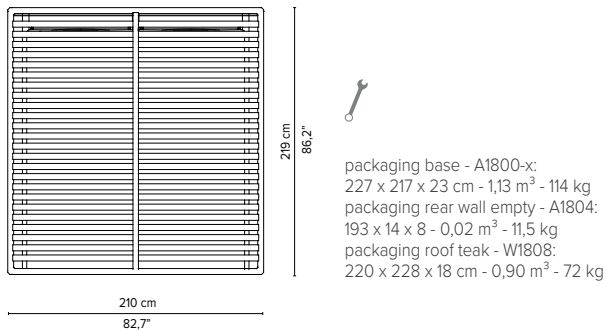 219 cm
86,2"
210 cm
82,7"
packaging base - A1800-x:
227 x 217 x 23 cm - 1,13 m³ - 114 kg
packaging rear wall empty - A1804:
193 x 14 x 8 - 0,02 m³ - 11,5 kg
packaging roof teak - W1808:
220 x 228 x 18 cm - 0,90 m³ - 72 kg